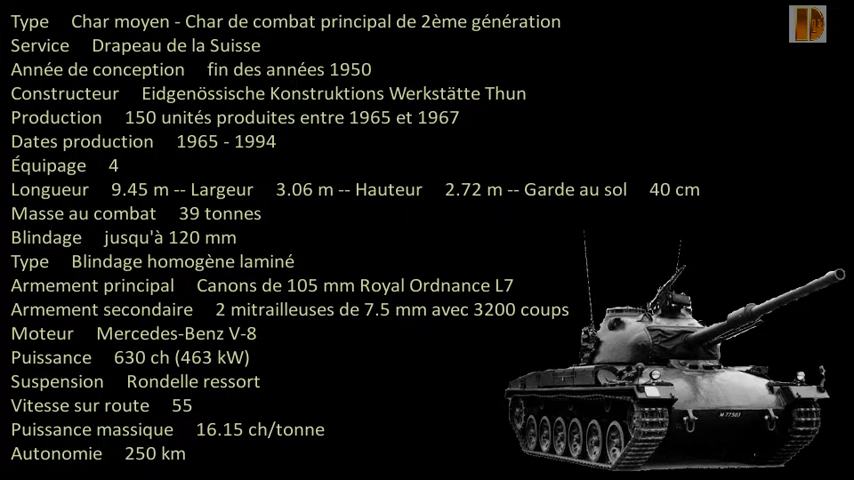 Type Char moyen - Char de combat principal de 2ème génération
Service Drapeau de la Suisse
Année de conception fin des années 1950
Constructeur Eidgenössische Konstruktions Werkstätte Thun
Production 150 unités produites entre 1965 et 1967
Dates production 1965 - 1994
Équipage 4
Longueur 9.45 m -- Largeur 3.06 m -- Hauteur 2.72 m -- Garde au sol 40 cm
Masse au combat 39 tonnes
Blindage jusqu'à 120 mm
Type Blindage homogène laminé
Armement principal Canons de 105 mm Royal Ordnance L7
Armement secondaire 2 mitrailleuses de 7.5 mm avec 3200 coups
Moteur Mercedes-Benz V-8
Puissance 630 ch (463 kW)
Suspension Rondelle ressort
Vitesse sur route 55
Puissance massique 16.15 ch/tonne
Autonomie 250 km